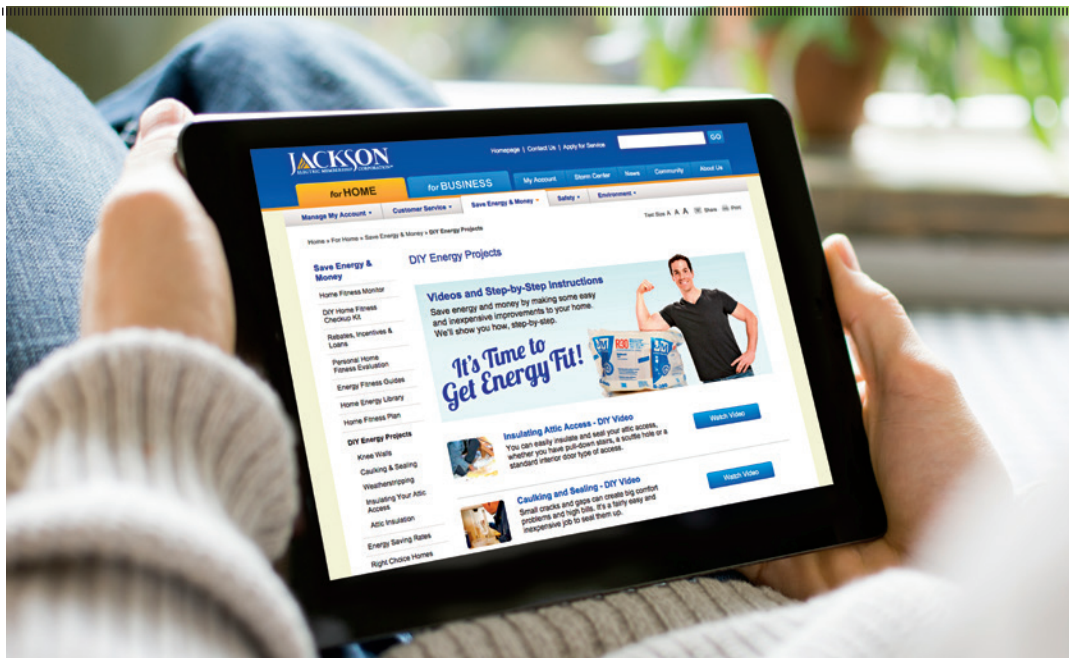 JACKSON
ELECTRIC MEMBERSHIP CORPORATION
Homepage | Contact Us | Apply for Service
GO
for HOME
for BUSINESS
My Account
Storm Center
News
Community
About Us
Manage My Account
Customer Service
Save Energy & Money
Safety
Environment
Home » For Home » Save Energy & Money » DIY Energy Projects
Text Size A A A
Share
Print
Save Energy &
Money
Home Fitness Monitor
DIY Home Fitness
Checkup Kit
Rebates, Incentives &
Loans
Personal Home
Fitness Evaluation
Energy Fitness Guides
Home Energy Library
Home Fitness Plan
DIY Energy Projects
Knee Walls
Caulking & Sealing
Weatherstripping
Insulating Your Attic
Access
Attic Insulation
Energy Saving Rates
Right Choice Homes
DIY Energy Projects
Videos and Step-by-Step Instructions
Save energy and money by making some easy
and inexpensive improvements to your home.
We'll show you how, step-by-step.
It's Time to
Get Energy Fit!
JM
R30
JM
Insulating Attic Access - DIY Video
You can easily insulate and seal your attic access,
whether you have pull-down stairs, a scuttle hole or a
standard interior door type of access.
Watch Video
Caulking and Sealing - DIY Video
Small cracks and gaps can create big comfort
problems and high bills. It's a fairly easy and
inexpensive job to seal them up.
Watch Video